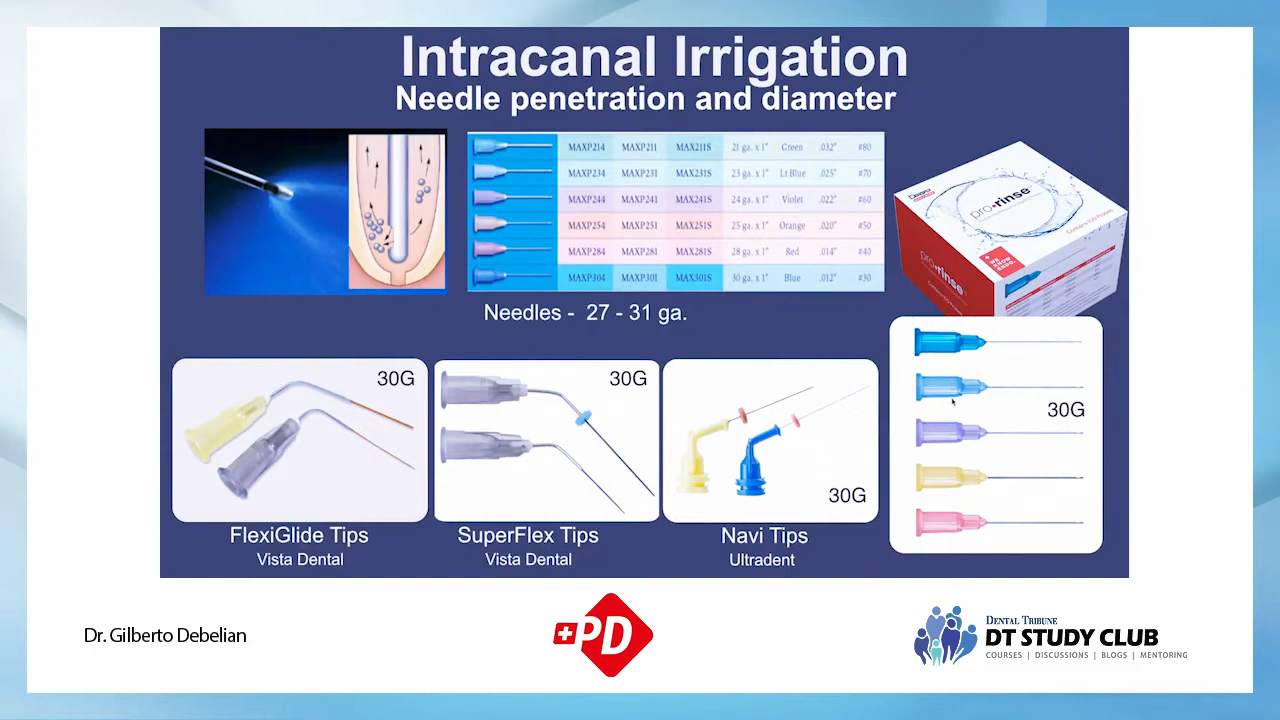 Intracanal Irrigation
Needle penetration and diameter
MAXP214 MAXP211 MAX211S 21 ga. x 1" Green .032" #80
MAXP234 MAXP231 MAX231S 23 ga. x 1" Lt Blue .025" #70
MAXP244 MAXP241 MAX241S 24 ga. x 1" Violet .022" #60
MAXP254 MAXP251 MAX251S 25 ga. x 1" Orange .020" #50
MAXP284 MAXP281 MAX281S 28 ga. x 1" Red .014" #40
MAXP304 MAXP301 MAX301S 30 ga. x 1" Blue .012" #30
pro•rinse
WE KNOW ENDO.
pro•rinse
Needles - 27 - 31 ga.
30G
30G
30G
30G
FlexiGlide Tips
Vista Dental
SuperFlex Tips
Vista Dental
Navi Tips
Ultradent
Dr. Gilberto Debelian
PD
DENTAL TRIBUNE
DT STUDY CLUB
COURSES | DISCUSSIONS | BLOGS | MENTORING